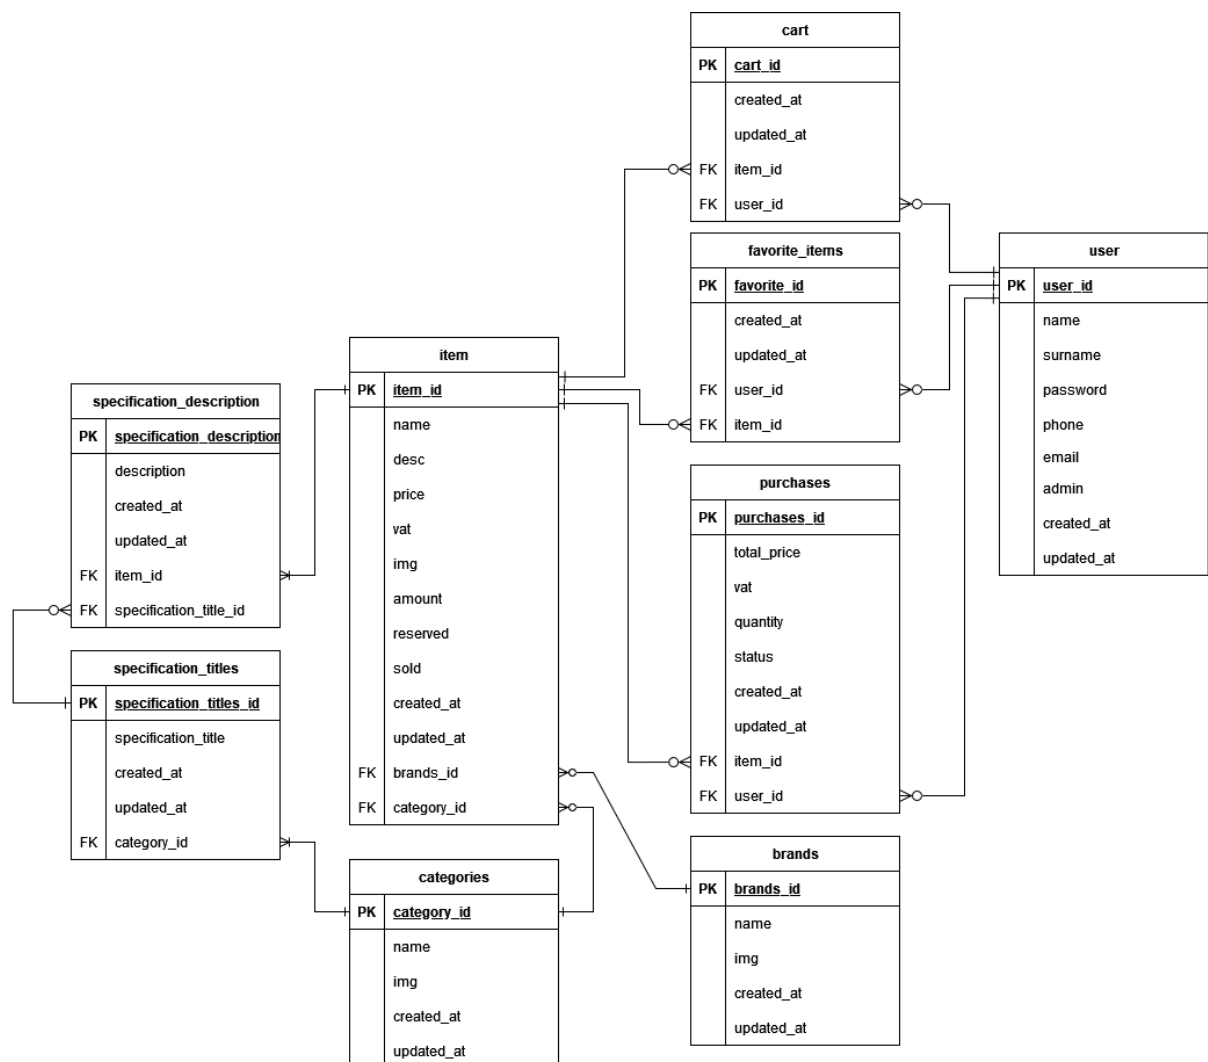 cart
PK cart_id
created_at
updated_at
FK item_id
FK user_id
favorite_items
PK favorite_id
created_at
updated_at
FK user_id
FK item_id
user
PK user_id
name
surname
password
phone
email
admin
created_at
updated_at
item
PK item_id
name
desc
price
vat
img
amount
reserved
sold
created_at
updated_at
FK brands_id
FK category_id
specification_description
PK specification_description
description
created_at
updated_at
FK item_id
FK specification_title_id
purchases
PK purchases_id
total_price
vat
quantity
status
created_at
updated_at
FK item_id
FK user_id
specification_titles
PK specification_titles_id
specification_title
created_at
updated_at
FK category_id
categories
PK category_id
name
img
created_at
updated_at
brands
PK brands_id
name
img
created_at
updated_at